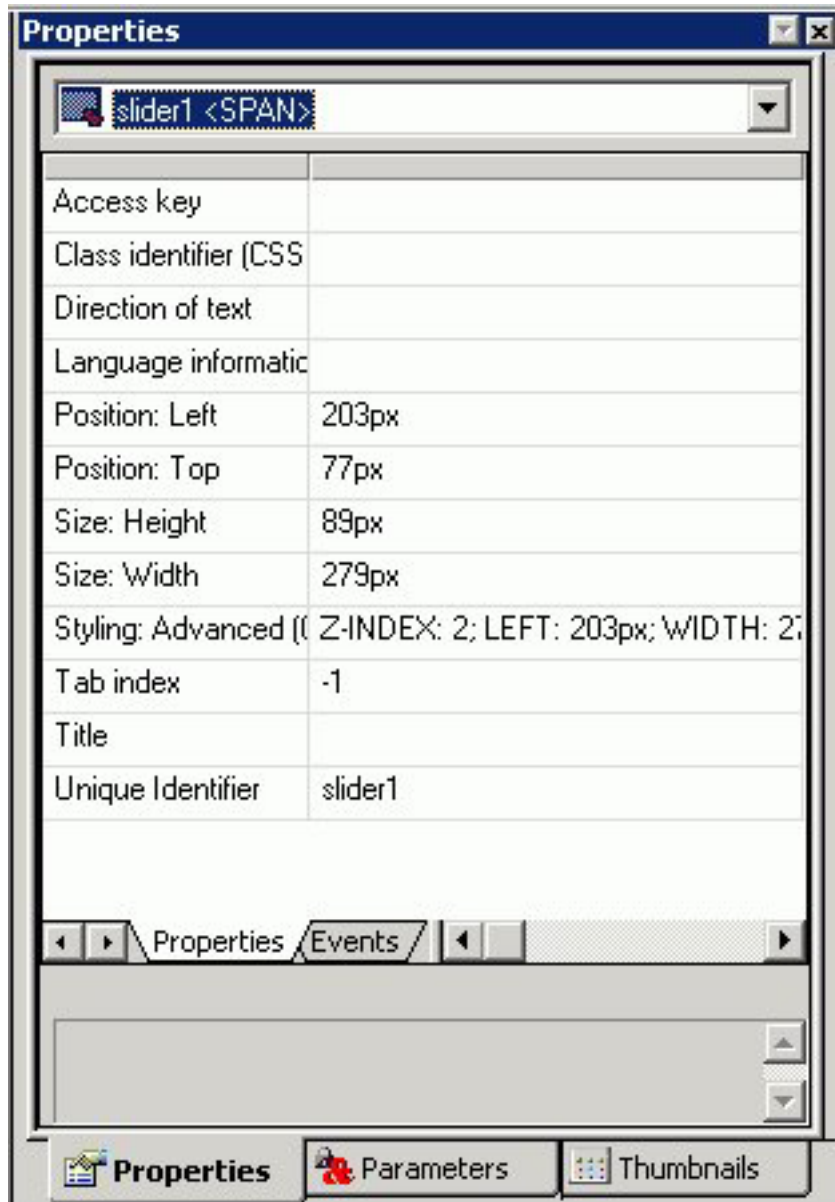 Properties
slider1 <SPAN>
Access key
Class identifier (CSS
Direction of text
Language informatic
Position: Left 203px
Position: Top 77px
Size: Height 89px
Size: Width 279px
Styling: Advanced (( Z-INDEX: 2; LEFT: 203px; WIDTH: 27
Tab index -1
Title
Unique Identifier slider1
Properties Events
Properties Parameters Thumbnails